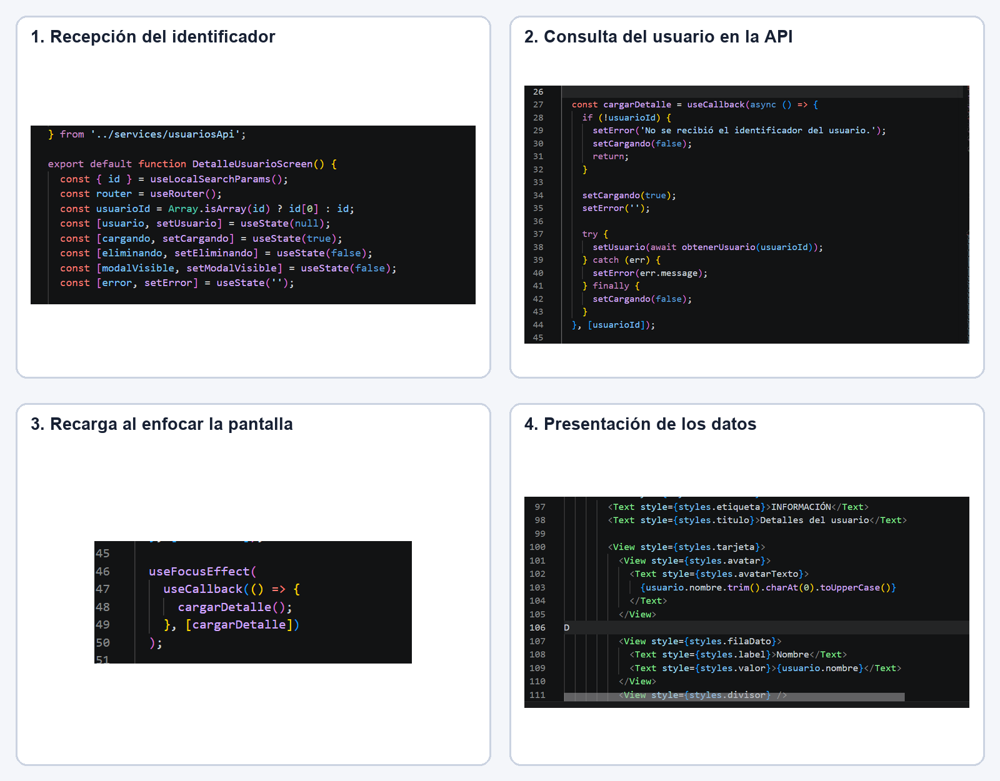 1. Recepción del identificador
} from '../services/usuariosApi';
export default function DetalleUsuarioScreen() {
const { id } = useLocalSearchParams();
const router = useRouter();
const usuarioId = Array.isArray(id) ? id[0] : id;
const [usuario, setUsuario] = useState(null);
const [cargando, setCargando] = useState(true);
const [eliminando, setEliminando] = useState(false);
const [modalVisible, setModalVisible] = useState(false);
const [error, setError] = useState('');
2. Consulta del usuario en la API
26
27 const cargarDetalle = useCallback(async () => {
28 if (!usuarioId) {
29 setError('No se recibió el identificador del usuario.');
30 setCargando(false);
31 return;
32 }
33
34 setCargando(true);
35 setError('');
36
37 try {
38 setUsuario(await obtenerUsuario(usuarioId));
39 } catch (err) {
40 setError(err.message);
41 } finally {
42 setCargando(false);
43 }
44 }, [usuarioId]);
45
3. Recarga al enfocar la pantalla
45
46 useFocusEffect(
47 useCallback(() => {
48 cargarDetalle();
49 }, [cargarDetalle])
50 );
51
4. Presentación de los datos
97 <Text style={styles.etiqueta}>INFORMACIÓN</Text>
98 <Text style={styles.titulo}>Detalles del usuario</Text>
99
100 <View style={styles.tarjeta}>
101 <View style={styles.avatar}>
102 <Text style={styles.avatarTexto}>
103 {usuario.nombre.trim().charAt(0).toUpperCase()}
104 </Text>
105 </View>
106 D
107 <View style={styles.filaDato}>
108 <Text style={styles.label}>Nombre</Text>
109 <Text style={styles.valor}>{usuario.nombre}</Text>
110 </View>
111 <View style={styles.divisor} />